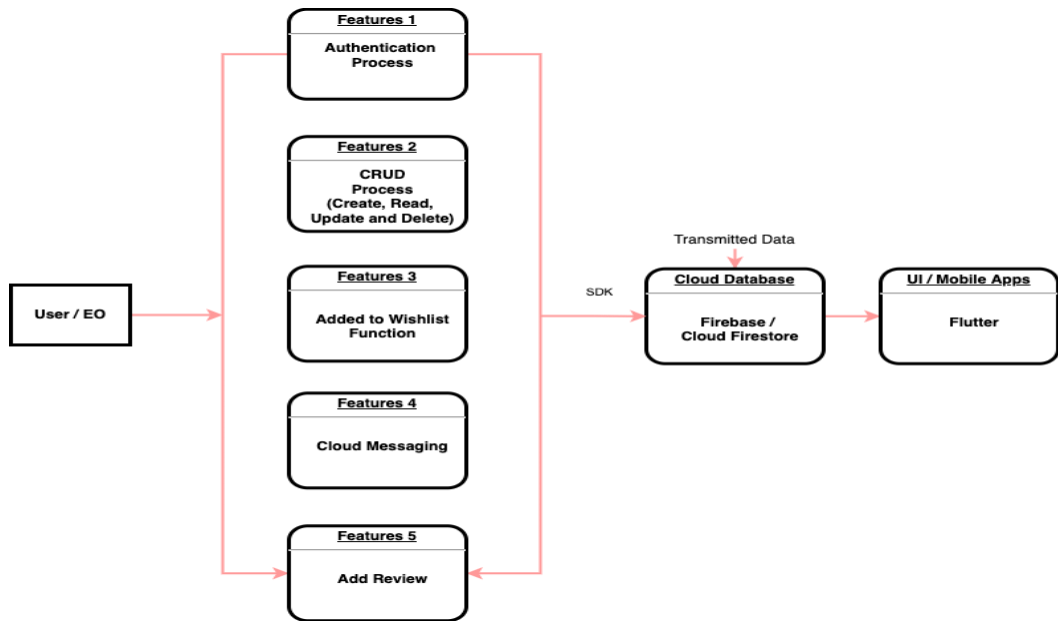 Features 1
Authentication
Process
Features 2
CRUD
Process
(Create, Read,
Update and Delete)
Features 3
Added to Wishlist
Function
Features 4
Cloud Messaging
Features 5
Add Review
User / EO
SDK
Transmitted Data
Cloud Database
Firebase /
Cloud Firestore
UI / Mobile Apps
Flutter